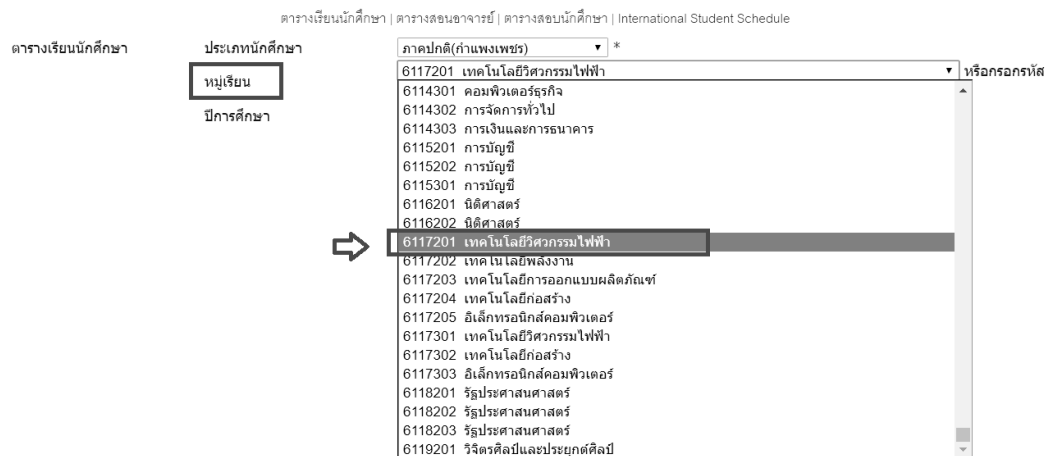 ตารางเรียนนักศึกษา | ตารางสอนอาจารย์ | ตารางสอบนักศึกษา | International Student Schedule
ตารางเรียนนักศึกษา ประเภทนักศึกษา ภาคปกติ(กำแพงเพชร) *
หมู่เรียน 6117201 เทคโนโลยีวิศวกรรมไฟฟ้า หรือกรอกรหัส
ปีการศึกษา
6114301 คอมพิวเตอร์ธุรกิจ
6114302 การจัดการทั่วไป
6114303 การเงินและการธนาคาร
6115201 การบัญชี
6115202 การบัญชี
6115301 การบัญชี
6116201 นิติศาสตร์
6116202 นิติศาสตร์
6117201 เทคโนโลยีวิศวกรรมไฟฟ้า
6117202 เทคโนโลยีพลังงาน
6117203 เทคโนโลยีการออกแบบผลิตภัณฑ์
6117204 เทคโนโลยีก่อสร้าง
6117205 อิเล็กทรอนิกส์คอมพิวเตอร์
6117301 เทคโนโลยีวิศวกรรมไฟฟ้า
6117302 เทคโนโลยีก่อสร้าง
6117303 อิเล็กทรอนิกส์คอมพิวเตอร์
6118201 รัฐประศาสนศาสตร์
6118202 รัฐประศาสนศาสตร์
6118203 รัฐประศาสนศาสตร์
6119201 วิจิตรศิลป์และประยุกต์ศิลป์